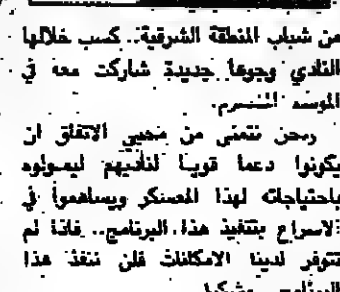 من شباب المنطقة الشرقية.. كسب خلالها
النادي وجوها جديدة شاركت معه في
الموسم المنصرم.
ونحن نتمنى من محبي الاتفاق ان
يكونوا دعما قويا لناديهم ليمولوه
باحتياجاته لهذا المعسكر ويساهموا في
الاسراع بتنفيذ هذا البرنامج.. فاذا لم
تتوفر لدينا الامكانات فلن ننفذ هذا
البرنامج وشكرا